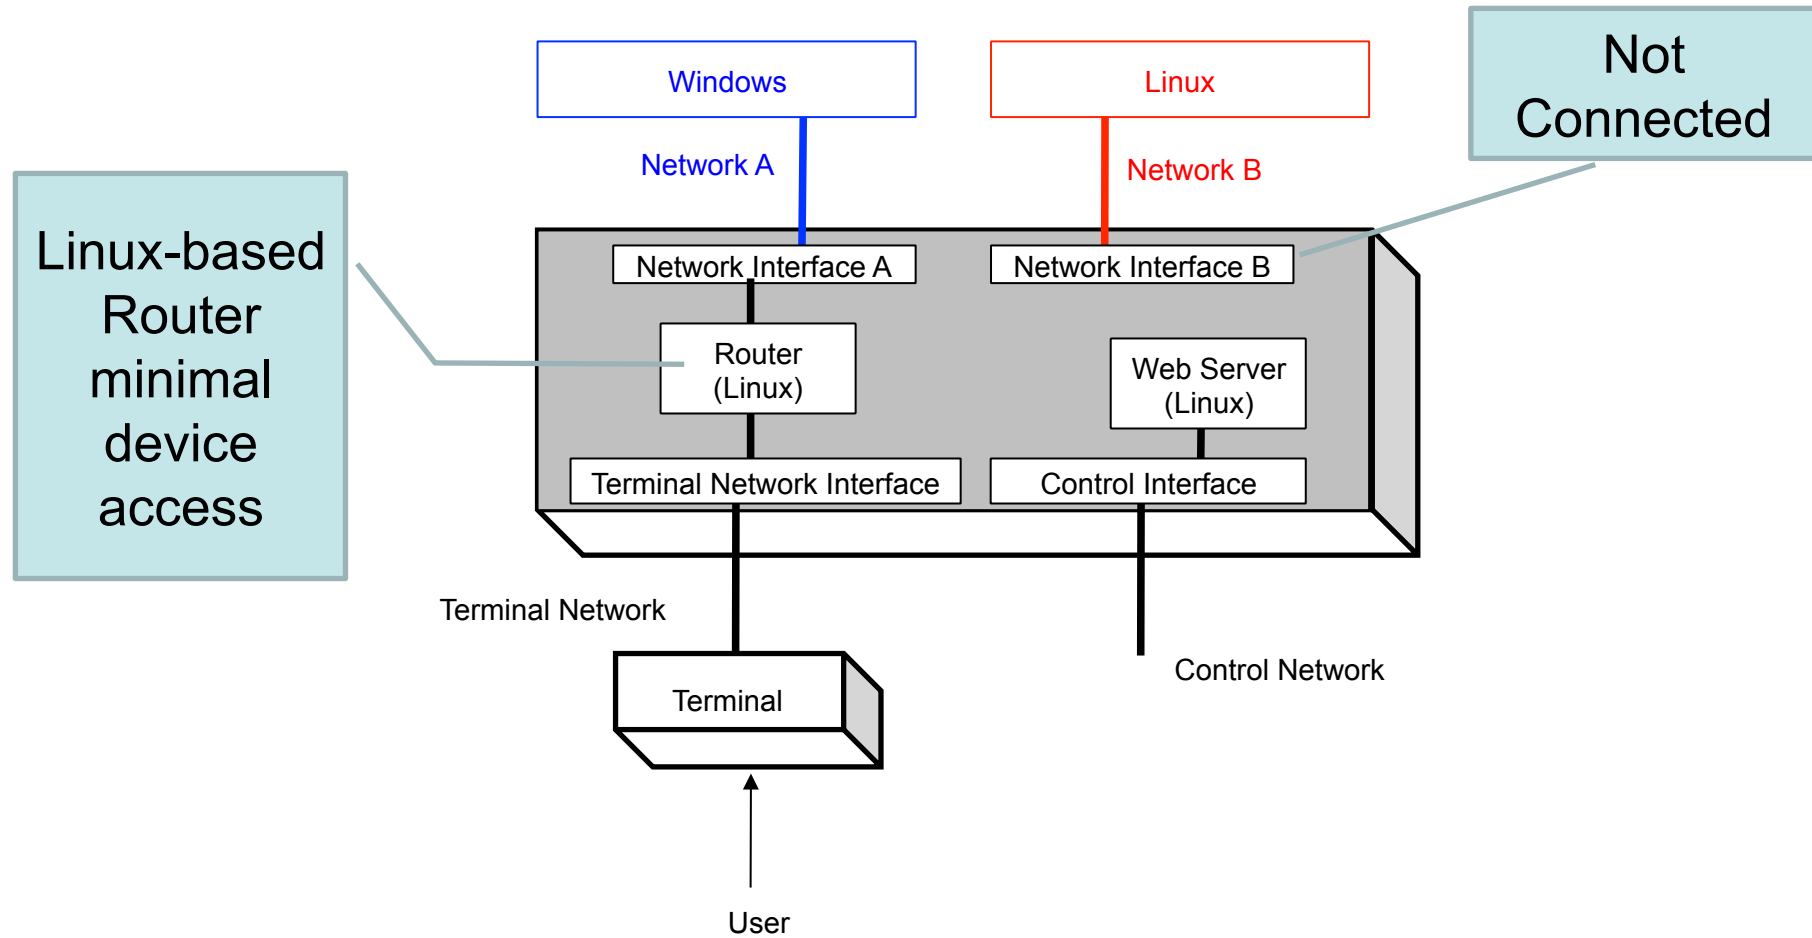 Not
Connected
Windows
Linux
Network A
Network B
Linux-based
Router
minimal
device
access
Network Interface A
Network Interface B
Router
(Linux)
Web Server
(Linux)
Terminal Network Interface
Control Interface
Terminal Network
Control Network
Terminal
User